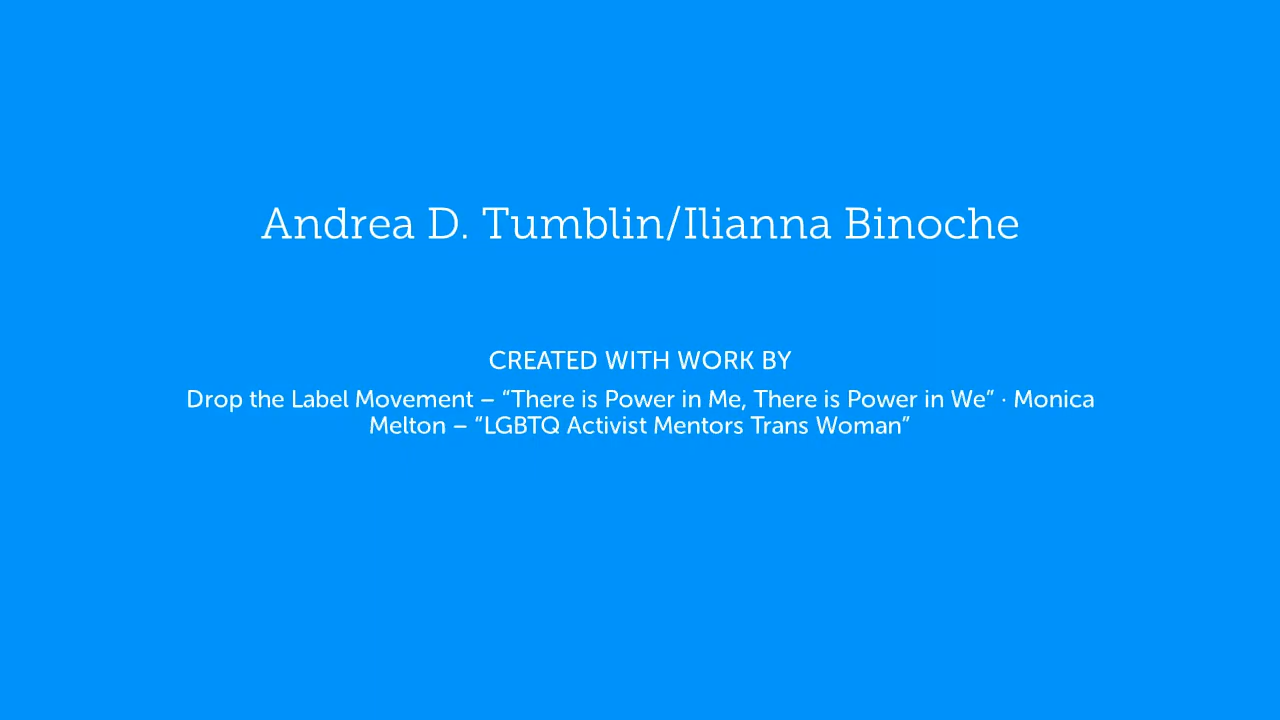 Andrea D. Tumblin/Ilianna Binoche
CREATED WITH WORK BY
Drop the Label Movement – “There is Power in Me, There is Power in We” · Monica
Melton – “LGBTQ Activist Mentors Trans Woman”